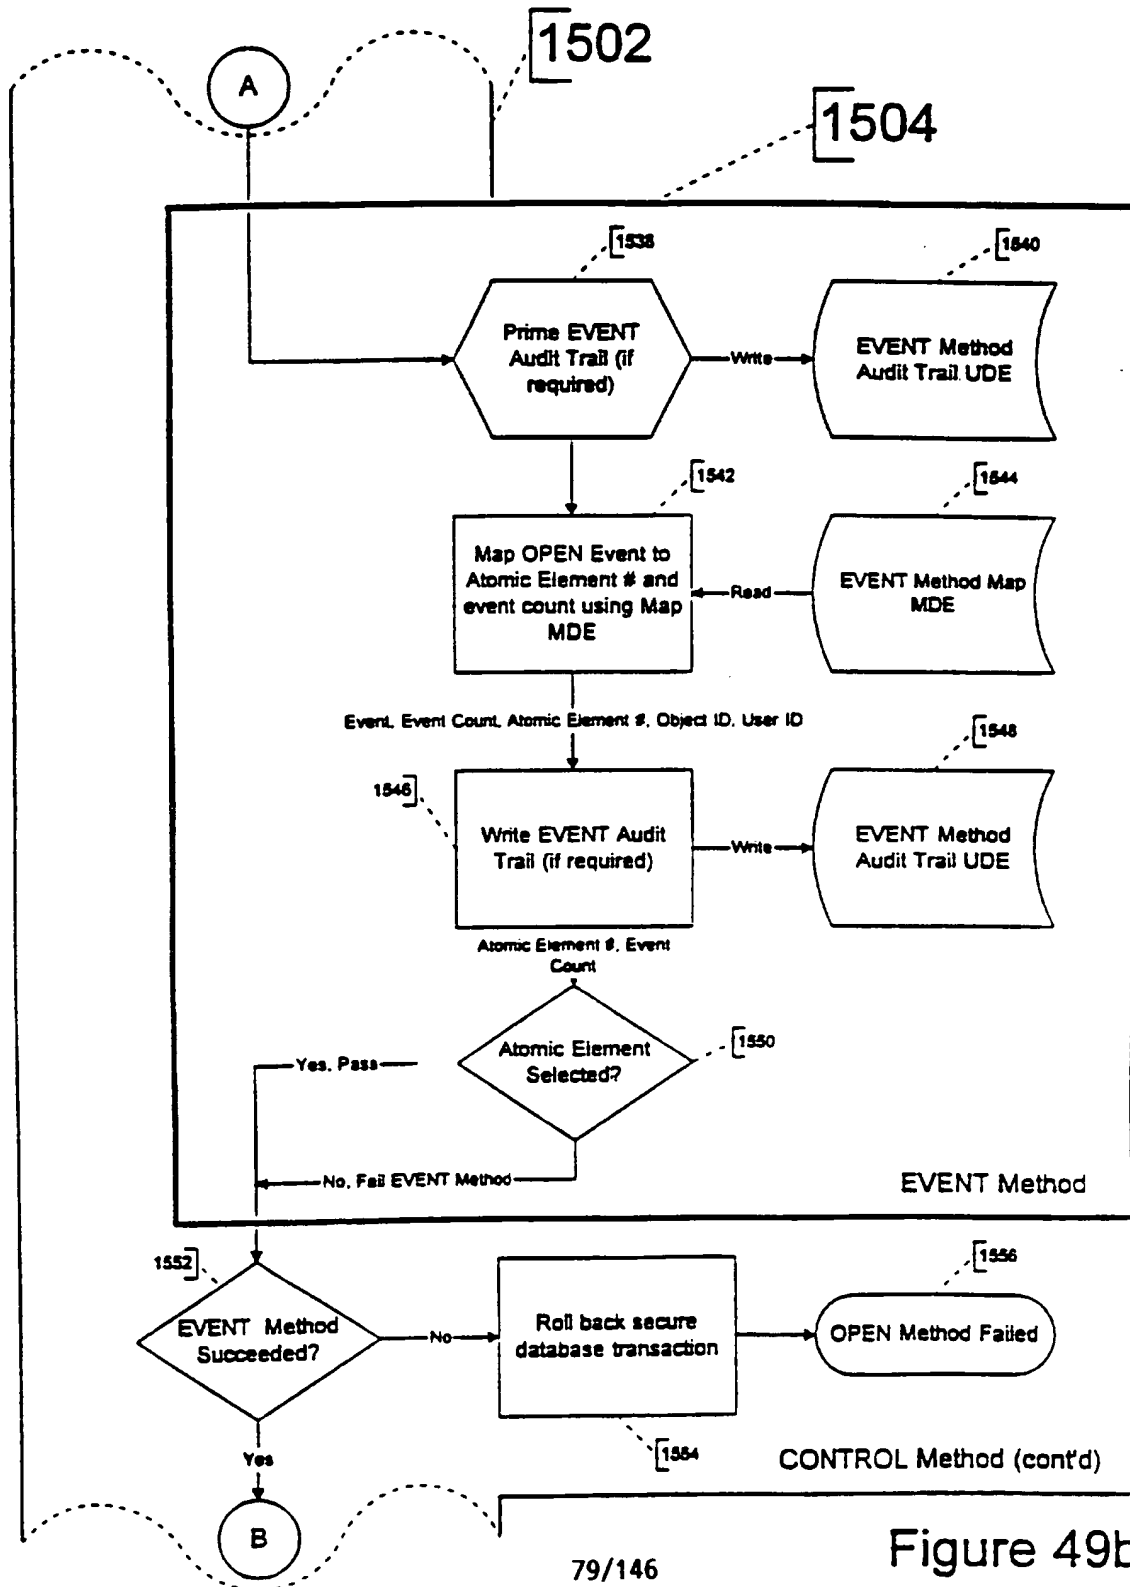 1502
A
1504
1538
1540
Prime EVENT
Audit Trail (if
required)
Write
EVENT Method
Audit Trail UDE
1542
1544
Map OPEN Event to
Atomic Element # and
event count using Map
MDE
Read
EVENT Method Map
MDE
Event, Event Count, Atomic Element #, Object ID, User ID
1546
1548
Write EVENT Audit
Trail (if required)
Write
EVENT Method
Audit Trail UDE
Atomic Element #, Event
Count
Atomic Element
Selected?
1550
Yes, Pass
No, Fail EVENT Method
EVENT Method
1552
1556
EVENT Method
Succeeded?
No
Roll back secure
database transaction
OPEN Method Failed
Yes
1554
CONTROL Method (cont'd)
B
79/146
Figure 49b